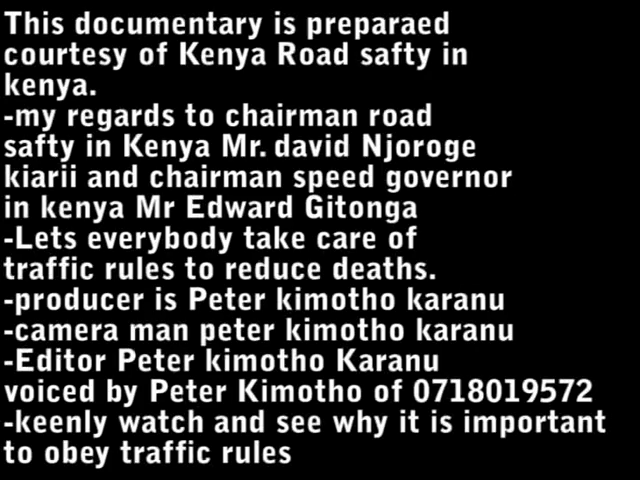 This documentary is preparaed
courtesy of Kenya Road safty in
kenya.
-my regards to chairman road
safty in Kenya Mr. david Njoroge
kiarii and chairman speed governor
in kenya Mr Edward Gitonga
-Lets everybody take care of
traffic rules to reduce deaths.
-producer is Peter kimotho karanu
-camera man peter kimotho karanu
-Editor Peter kimotho Karanu
voiced by Peter Kimotho of 0718019572
-keenly watch and see why it is important
to obey traffic rules